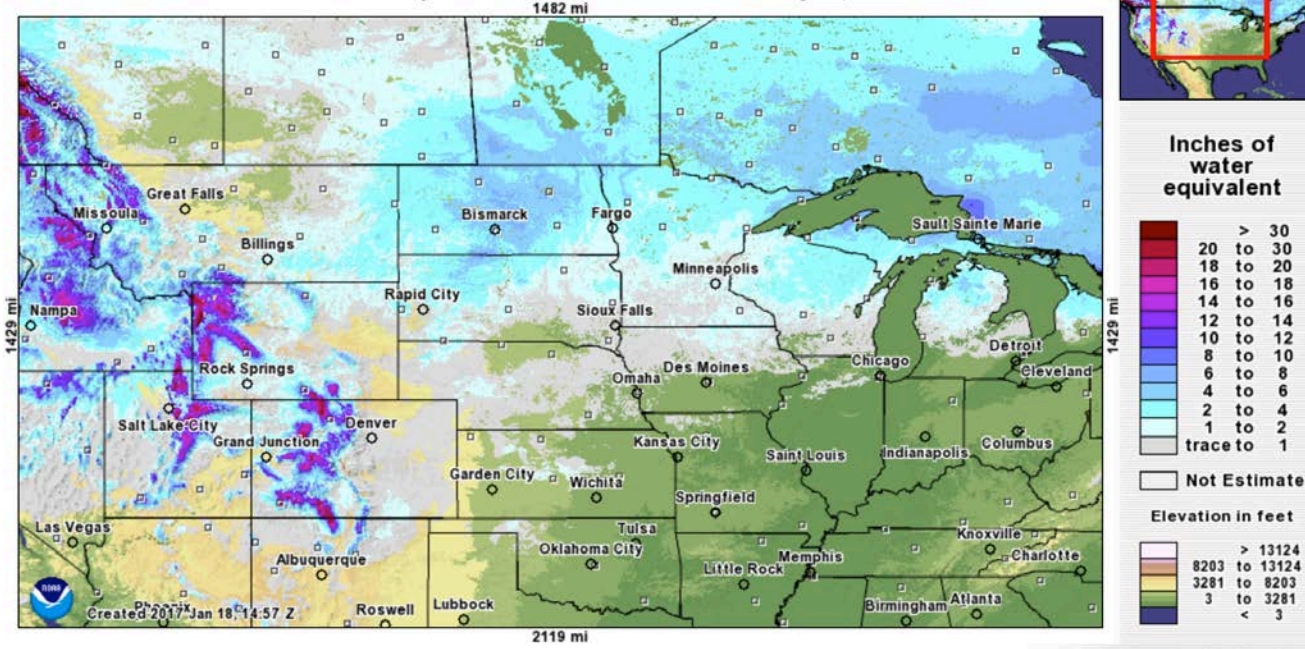 1482 mi
Great Falls
Missoula
Bismarck
Fargo
Sault Sainte Marie
Billings
Minneapolis
Rapid City
Nampa
Sioux Falls
1429 mi
1429 mi
Detroit
Rock Springs
Chicago
Cleveland
Des Moines
Omaha
Salt Lake City
Denver
Grand Junction
Kansas City
Saint Louis
Indianapolis
Columbus
Garden City
Wichita
Springfield
Las Vegas
Tulsa
Knoxville
Oklahoma City
Charlotte
Albuquerque
Memphis
Little Rock
NOAA
Phoenix
Roswell
Lubbock
Birmingham
Atlanta
Created 2017 Jan 18, 14:57 Z
2119 mi
Inches of
water
equivalent
> 30
20 to 30
18 to 20
16 to 18
14 to 16
12 to 14
10 to 12
8 to 10
6 to 8
4 to 6
2 to 4
1 to 2
trace to 1
Not Estimate
Elevation in feet
> 13124
8203 to 13124
3281 to 8203
3 to 3281
< 3